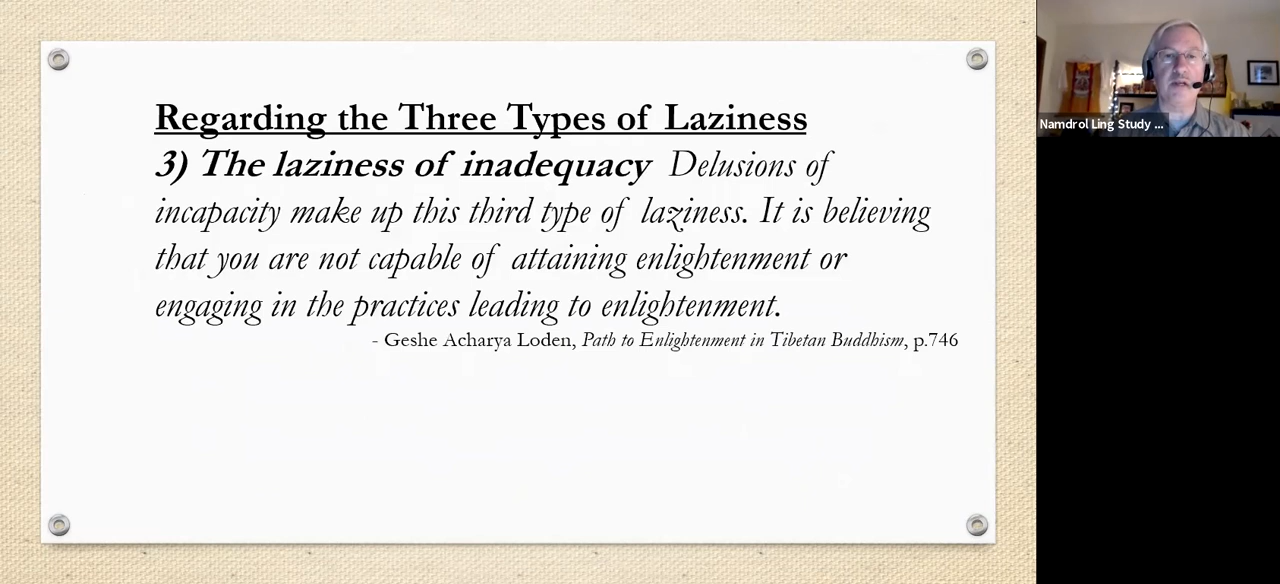 Regarding the Three Types of Laziness
3) The laziness of inadequacy Delusions of
incapacity make up this third type of laziness. It is believing
that you are not capable of attaining enlightenment or
engaging in the practices leading to enlightenment.
- Geshe Acharya Loden, Path to Enlightenment in Tibetan Buddhism, p.746
Namdrol Ling Study ...